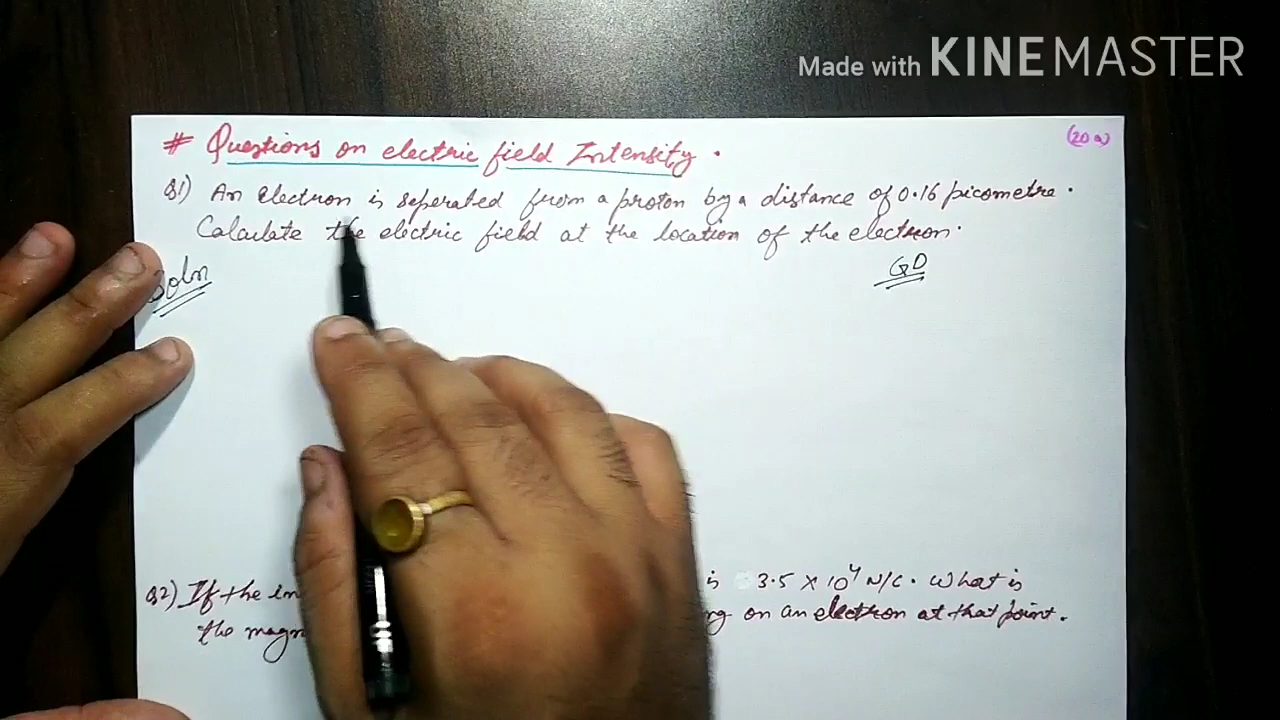 Made with KINEMASTER
(20a)
# Questions on electric field Intensity.
Q1) An electron is seperated from a proton by a distance of 0.16 picometre.
Calculate the electric field at the location of the electron.
Soln
GD
Q2) If the is 3.5 × 10⁴ N/C. What is
the on an electron at that point.